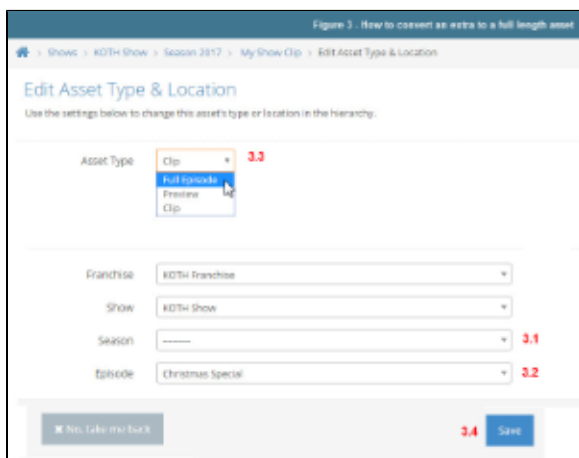 Figure 3 . How to convert an extra to a full length asset
> Shows > KOTH Show > Season 2017 > My Show Clip > Edit Asset Type & Location
Edit Asset Type & Location
Use the settings below to change this asset's type or location in the hierarchy.
Asset Type Clip 3.3
Full Episode
Preview
Clip
Franchise KOTH Franchise
Show KOTH Show
Season -------- 3.1
Episode Christmas Special 3.2
✖ No, take me back 3.4 Save